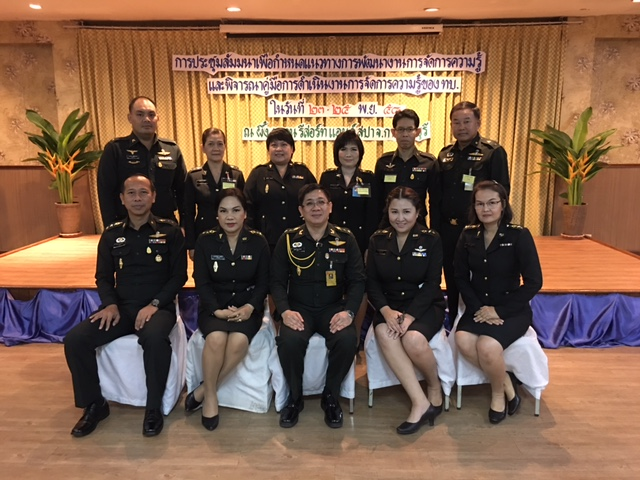 การประชุมสัมมนาเพื่อกำหนดแนวทางการพัฒนางานการจัดการความรู้
และพิจารณาคู่มือการดำเนินงานการจัดการความรู้ของ ทบ.
ในวันที่ ๒๓-๒๕ พ.ย. ๕๓
ณ รีสอร์ท แอนด์ สปา จ.